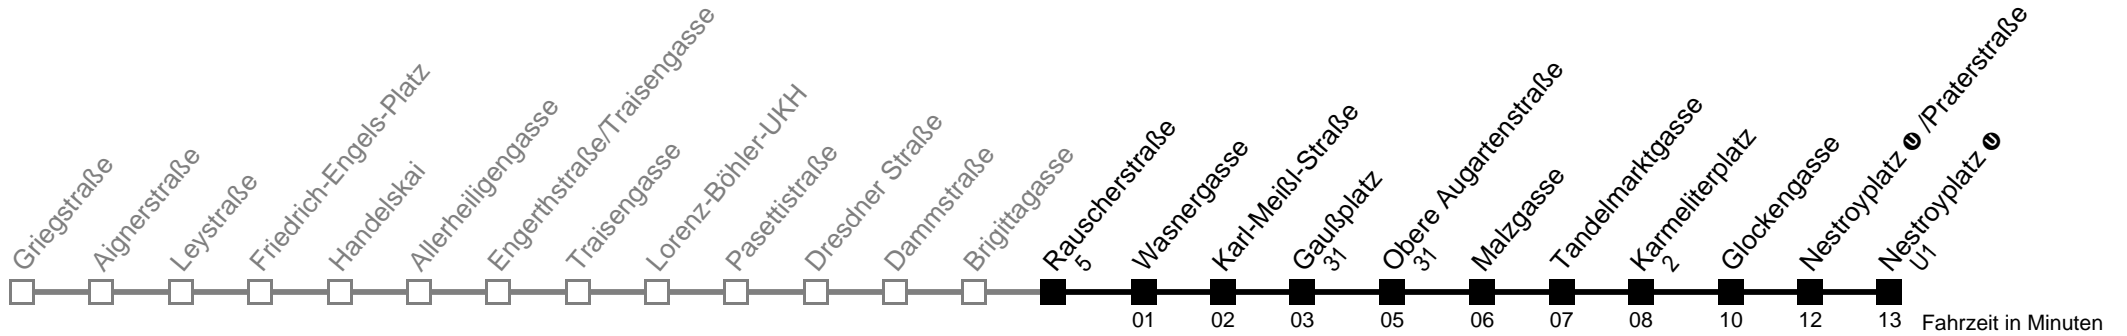 Griegstraße
Aignerstraße
Leystraße
Friedrich-Engels-Platz
Handelskai
Allerheiligengasse
Engerthstraße/Traisengasse
Traisengasse
Lorenz-Böhler-UKH
Pasettistraße
Dresdner Straße
Dammstraße
Brigittagasse
Rauscherstraße
5
Wasnergasse
Karl-Meißl-Straße
Gaußplatz
31
Obere Augartenstraße
31
Malzgasse
Tandelmarktgasse
Karmeliterplatz
2
Glockengasse
Nestroyplatz U /Praterstraße
Nestroyplatz U
U1
01 02 03 05 06 07 08 10 12 13 Fahrzeit in Minuten